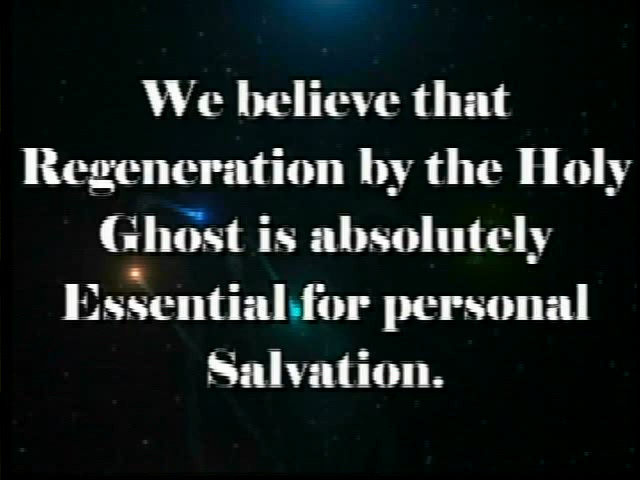 We believe that
Regeneration by the Holy
Ghost is absolutely
Essential for personal
Salvation.